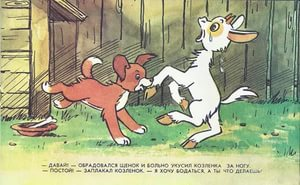 — ДАВАЙ! — ОБРАДОВАЛСЯ ЩЕНОК И БОЛЬНО УКУСИЛ КОЗЛЕНКА ЗА НОГУ.
— ПОСТОЙ! — ЗАПЛАКАЛ КОЗЛЕНОК. — Я ХОЧУ БОДАТЬСЯ, А ТЫ ЧТО ДЕЛАЕШЬ?